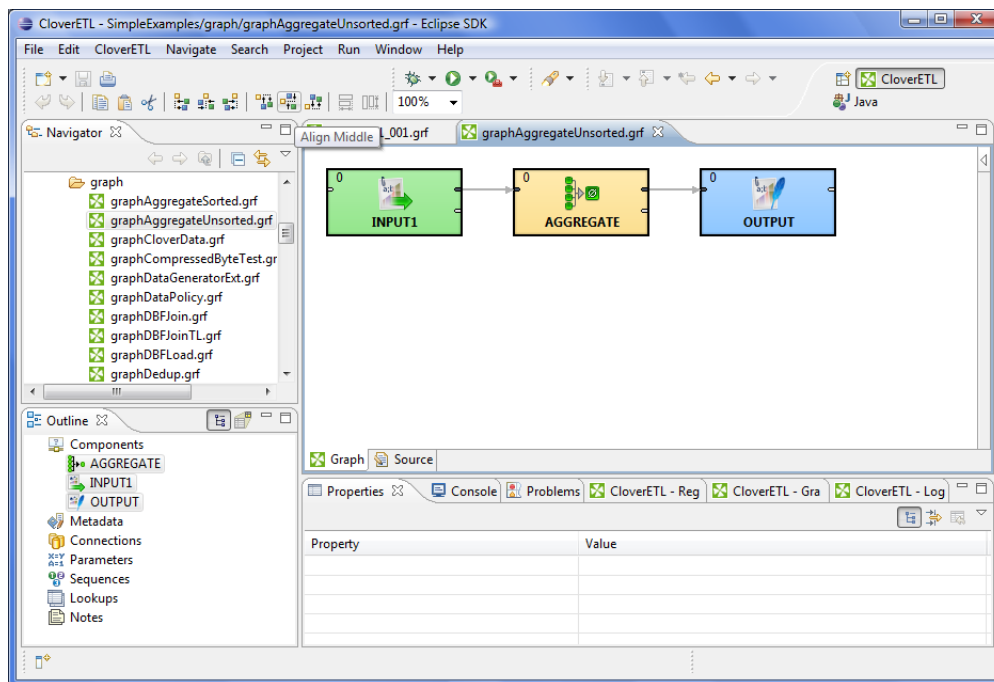 CloverETL - SimpleExamples/graph/graphAggregateUnsorted.grf - Eclipse SDK
File Edit CloverETL Navigate Search Project Run Window Help
CloverETL
100%
Java
Navigator
Align Middle
L_001.grf
graphAggregateUnsorted.grf
graph
graphAggregateSorted.grf
graphAggregateUnsorted.grf
graphCloverData.grf
graphCompressedByteTest.gr
graphDataGeneratorExt.grf
graphDataPolicy.grf
graphDBFJoin.grf
graphDBFJoinTL.grf
graphDBFLoad.grf
graphDedup.grf
0
INPUT1
0
AGGREGATE
0
OUTPUT
Outline
Components
AGGREGATE
INPUT1
OUTPUT
Metadata
Connections
X=Y
A=1
Parameters
Sequences
Lookups
Notes
Graph
Source
Properties
Console
Problems
CloverETL - Reg
CloverETL - Gra
CloverETL - Log
Property
Value